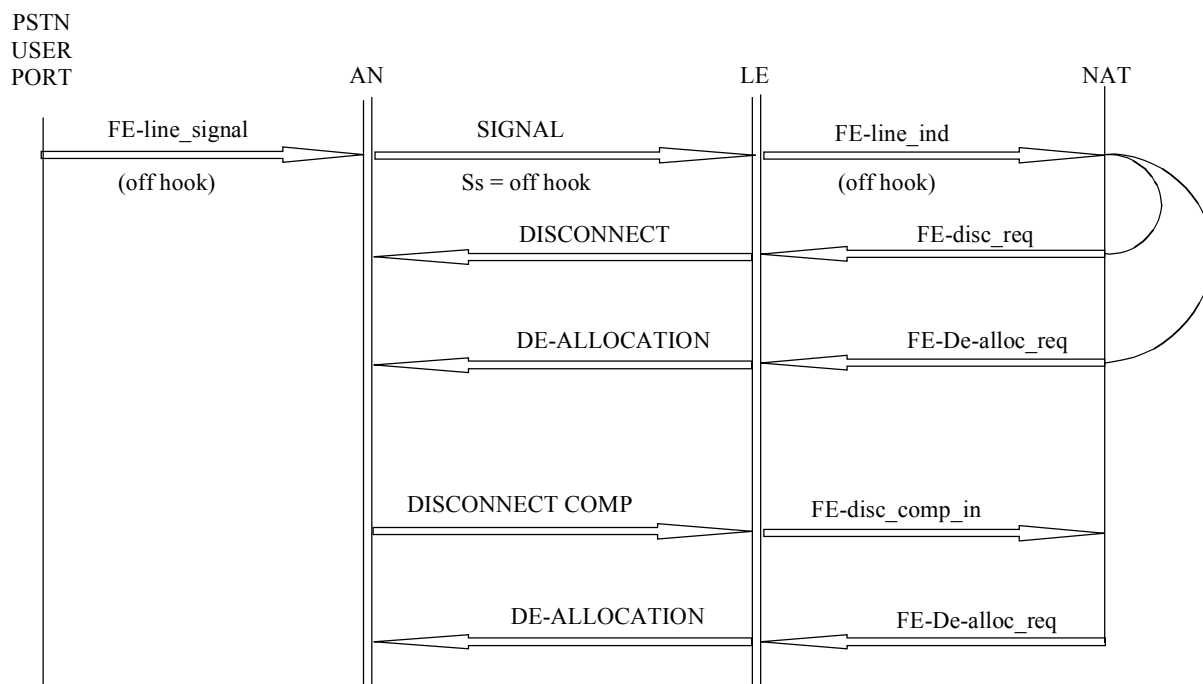 PSTN
USER
PORT
AN
LE
NAT
FE-line_signal
SIGNAL
FE-line_ind
(off hook)
Ss = off hook
(off hook)
DISCONNECT
FE-disc_req
DE-ALLOCATION
FE-De-alloc_req
DISCONNECT COMP
FE-disc_comp_in
DE-ALLOCATION
FE-De-alloc_req